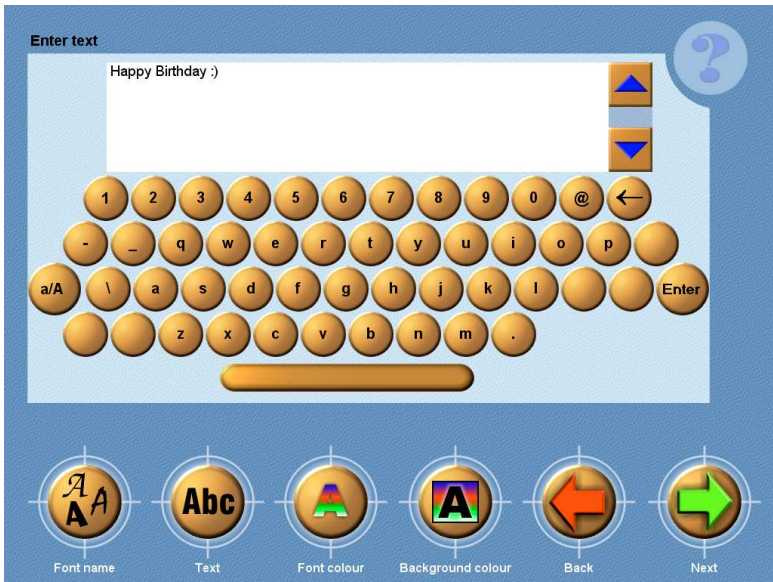 Enter text
?
Happy Birthday :)
1 2 3 4 5 6 7 8 9 0 @ ←
- _ q w e r t y u i o p
a/A \ a s d f g h j k l Enter
z x c v b n m .
A A A Abc A A
Font name Text Font colour Background colour Back Next